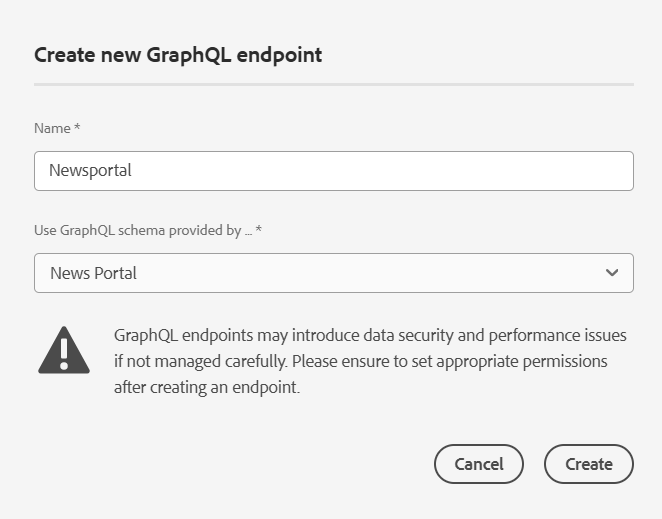 Create new GraphQL endpoint
Name *
Newsportal
Use GraphQL schema provided by ... *
News Portal
GraphQL endpoints may introduce data security and performance issues
if not managed carefully. Please ensure to set appropriate permissions
after creating an endpoint.
Cancel Create